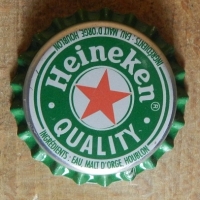 INGREDIENTS: EAU, MALT D'ORGE, HOUBLON
Heineken ®
QUALITY
INGREDIENTS: EAU, MALT D'ORGE, HOUBLON